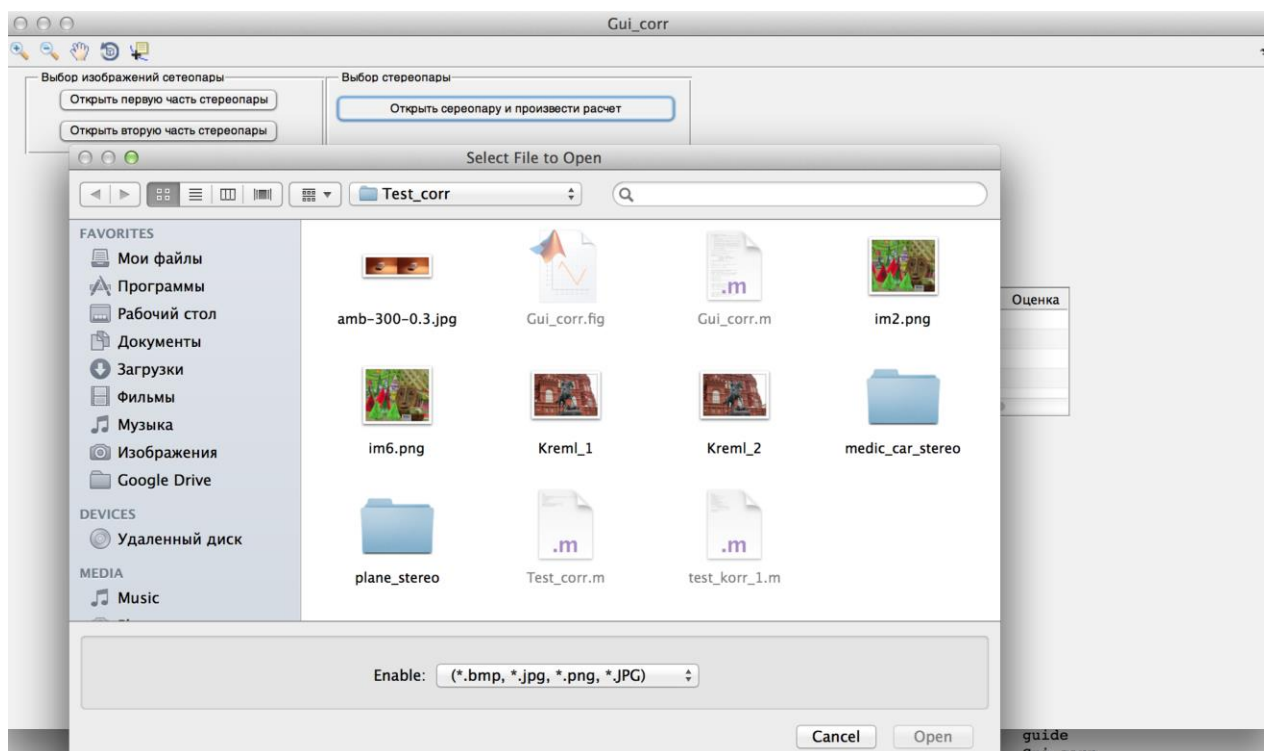 Gui_corr
Выбор изображений сетеопары
Выбор стереопары
Открыть первую часть стереопары
Открыть сереопару и произвести расчет
Открыть вторую часть стереопары
Select File to Open
Test_corr
FAVORITES
Мои файлы
Программы
Рабочий стол
Документы
Загрузки
Фильмы
Музыка
Изображения
Google Drive
DEVICES
Удаленный диск
MEDIA
Music
amb-300-0.3.jpg
Gui_corr.fig
.m
Gui_corr.m
im2.png
im6.png
Kreml_1
Kreml_2
medic_car_stereo
plane_stereo
.m
Test_corr.m
.m
test_korr_1.m
Оценка
Enable:
(*.bmp, *.jpg, *.png, *.JPG)
Cancel
Open
guide